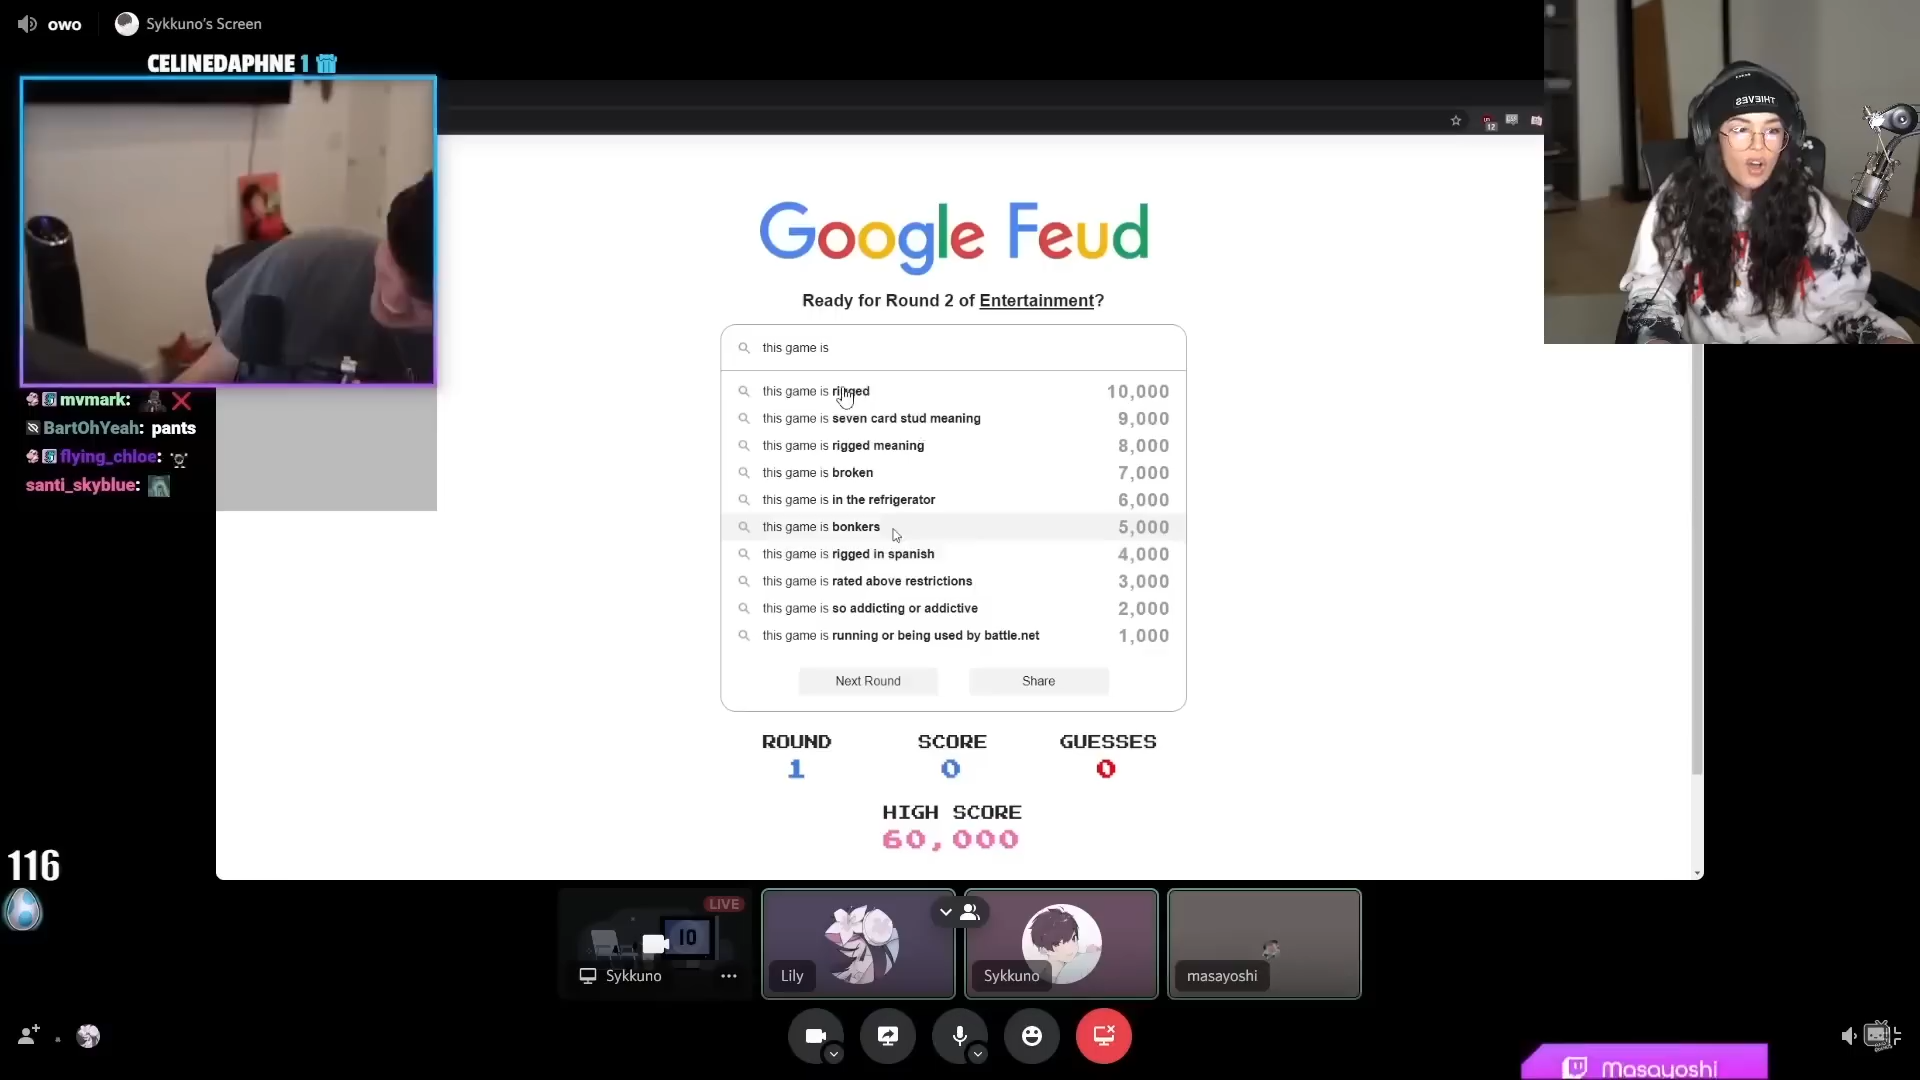 owo
Sykkuno's Screen
CELINEDAPHNE 1
12
THIEVES
Google Feud
Ready for Round 2 of Entertainment?
this game is
this game is rigged 10,000
this game is seven card stud meaning 9,000
this game is rigged meaning 8,000
this game is broken 7,000
this game is in the refrigerator 6,000
this game is bonkers 5,000
this game is rigged in spanish 4,000
this game is rated above restrictions 3,000
this game is so addicting or addictive 2,000
this game is running or being used by battle.net 1,000
Next Round Share
mvmark:
BartOhYeah: pants
flying_chloe:
santi_skyblue:
ROUND SCORE GUESSES
1 0 0
HIGH SCORE
60,000
116
LIVE
10
Sykkuno
Lily
Sykkuno
masayoshi
Masayoshi